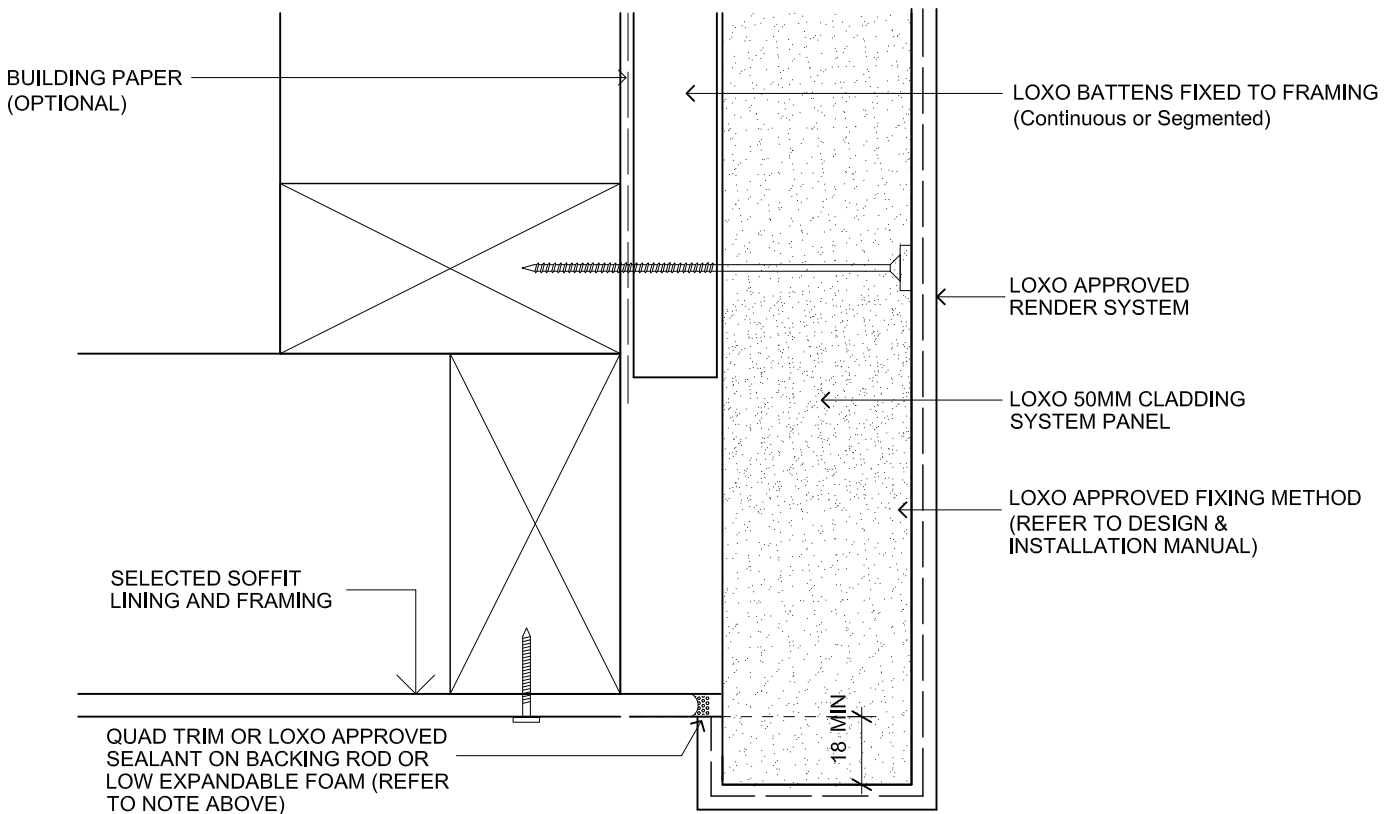 BUILDING PAPER
(OPTIONAL)
LOXO BATTENS FIXED TO FRAMING
(Continuous or Segmented)
LOXO APPROVED
RENDER SYSTEM
LOXO 50MM CLADDING
SYSTEM PANEL
LOXO APPROVED FIXING METHOD
(REFER TO DESIGN &
INSTALLATION MANUAL)
SELECTED SOFFIT
LINING AND FRAMING
18 MIN
QUAD TRIM OR LOXO APPROVED
SEALANT ON BACKING ROD OR
LOW EXPANDABLE FOAM (REFER
TO NOTE ABOVE)